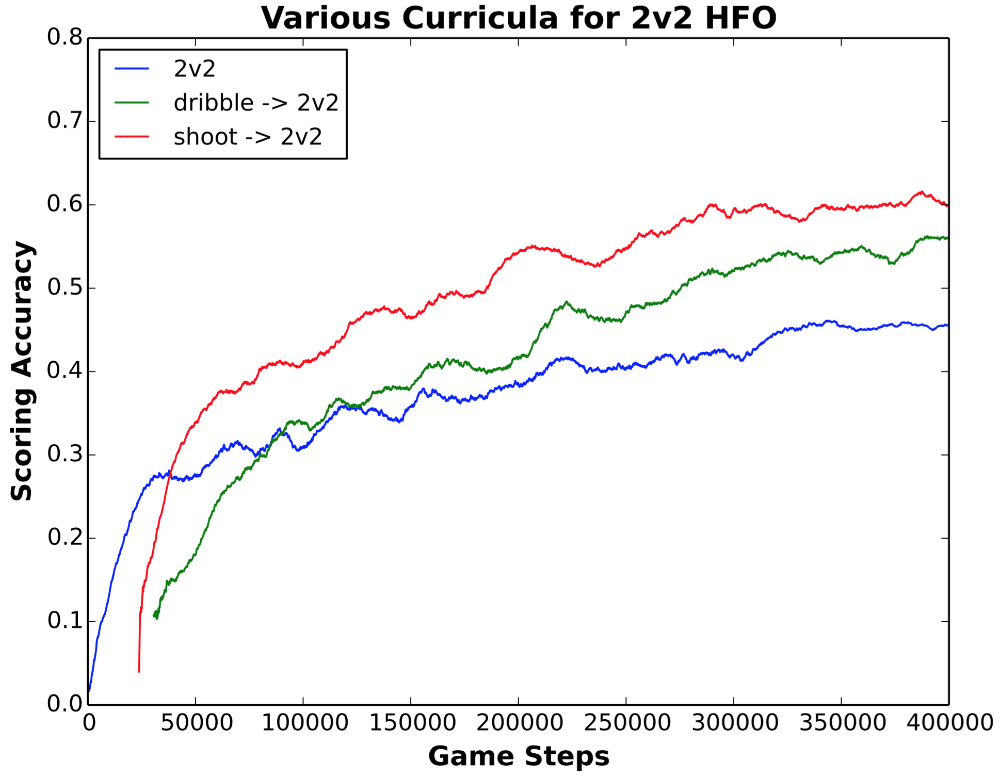 Various Curricula for 2v2 HFO
0.8
0.7
0.6
0.5
0.4
0.3
0.2
0.1
0.0
2v2
dribble -> 2v2
shoot -> 2v2
Scoring Accuracy
0 50000 100000 150000 200000 250000 300000 350000 400000
Game Steps